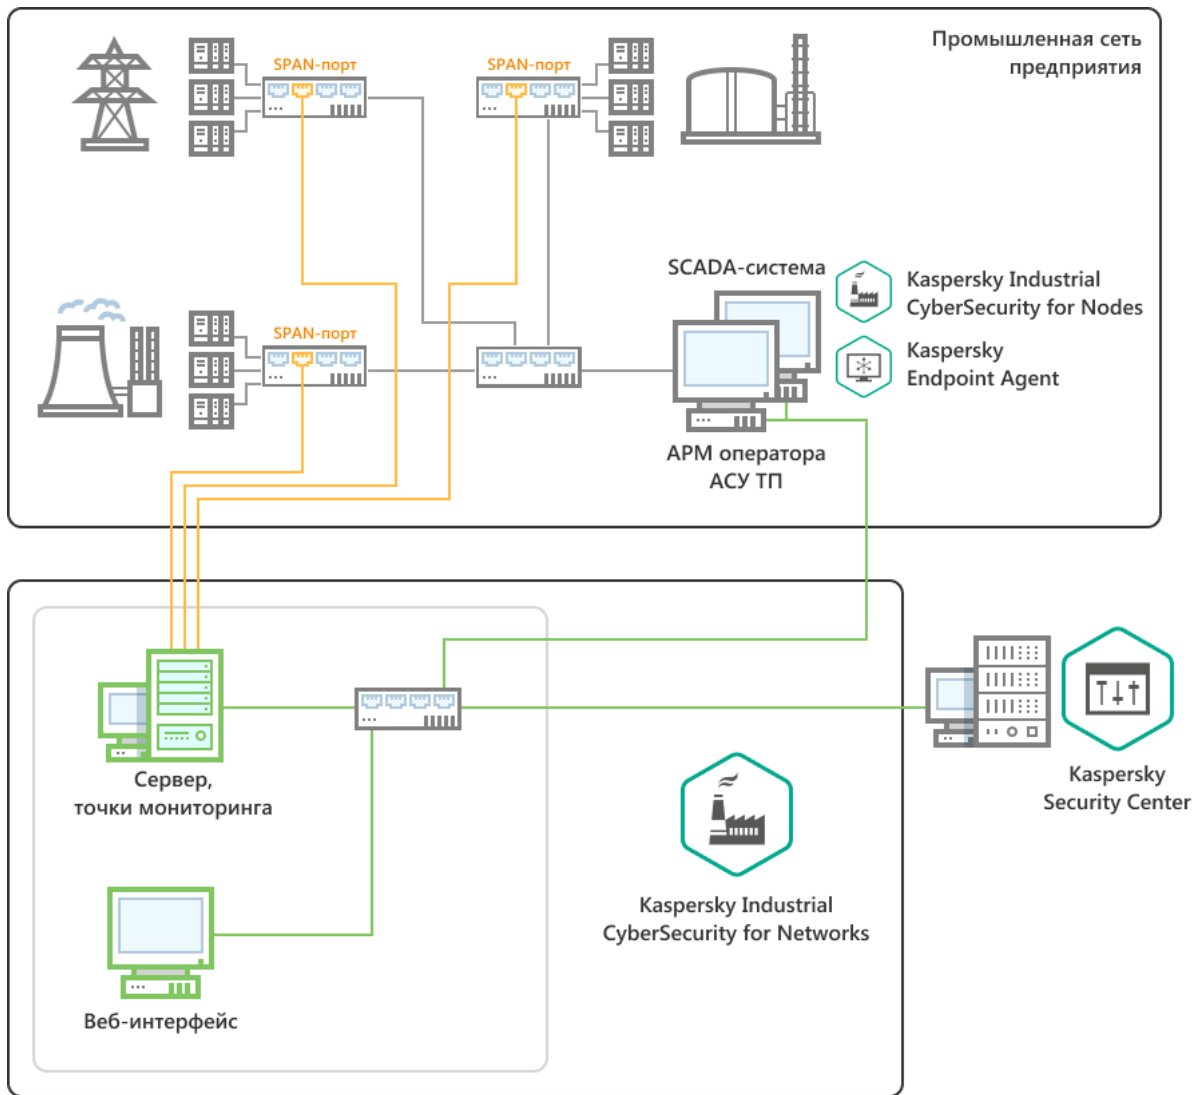 Промышленная сеть
предприятия
SPAN-порт
SPAN-порт
SCADA-система
Kaspersky Industrial
CyberSecurity for Nodes
SPAN-порт
Kaspersky
Endpoint Agent
АРМ оператора
АСУ ТП
Сервер,
точки мониторинга
Kaspersky
Security Center
Kaspersky Industrial
CyberSecurity for Networks
Веб-интерфейс